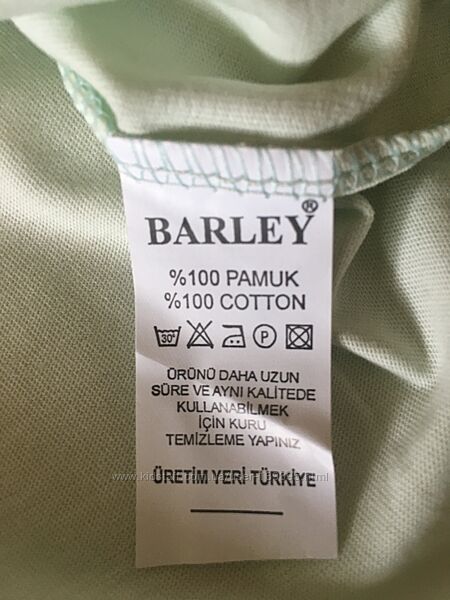 BARLEY®
%100 PAMUK
%100 COTTON
30°
P
ÜRÜNÜ DAHA UZUN
SÜRE VE AYNI KALİTEDE
KULLANABİLMEK
İÇİN KURU
TEMİZLEME YAPINIZ
ÜRETİM YERİ TÜRKİYE